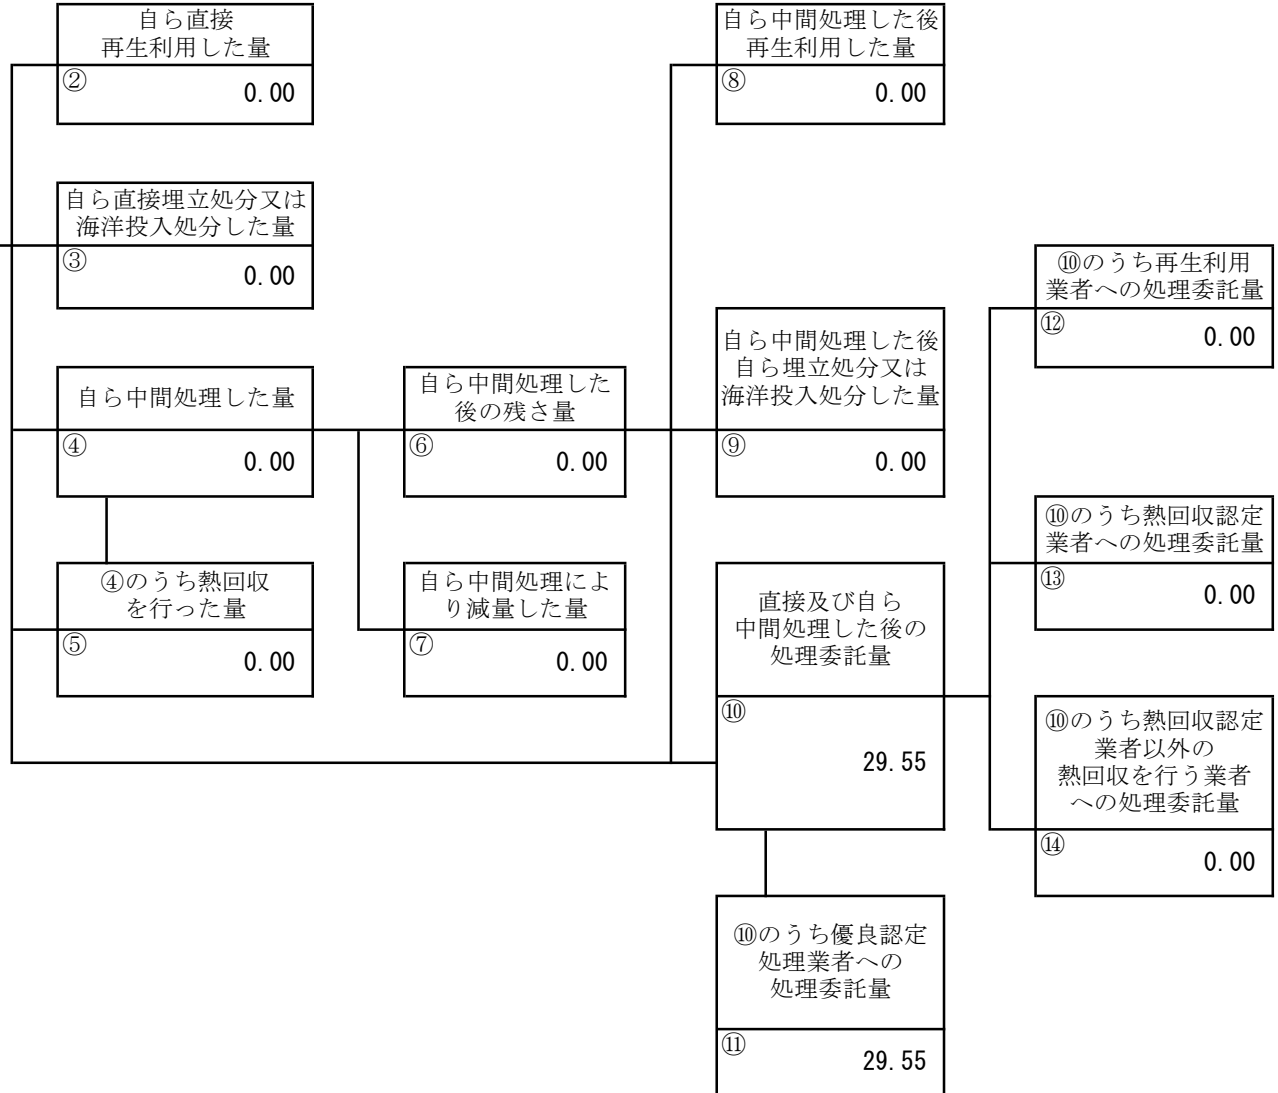 自ら直接
再生利用した量
②
0.00
自ら直接埋立処分又は
海洋投入処分した量
③
0.00
自ら中間処理した量
④
0.00
④のうち熱回収
を行った量
⑤
0.00
自ら中間処理した
後の残さ量
⑥
0.00
自ら中間処理によ
り減量した量
⑦
0.00
自ら中間処理した後
再生利用した量
⑧
0.00
自ら中間処理した後
自ら埋立処分又は
海洋投入処分した量
⑨
0.00
直接及び自ら
中間処理した後の
処理委託量
⑩
29.55
⑩のうち優良認定
処理業者への
処理委託量
⑪
29.55
⑩のうち再生利用
業者への処理委託量
⑫
0.00
⑩のうち熱回収認定
業者への処理委託量
⑬
0.00
⑩のうち熱回収認定
業者以外の
熱回収を行う業者
への処理委託量
⑭
0.00